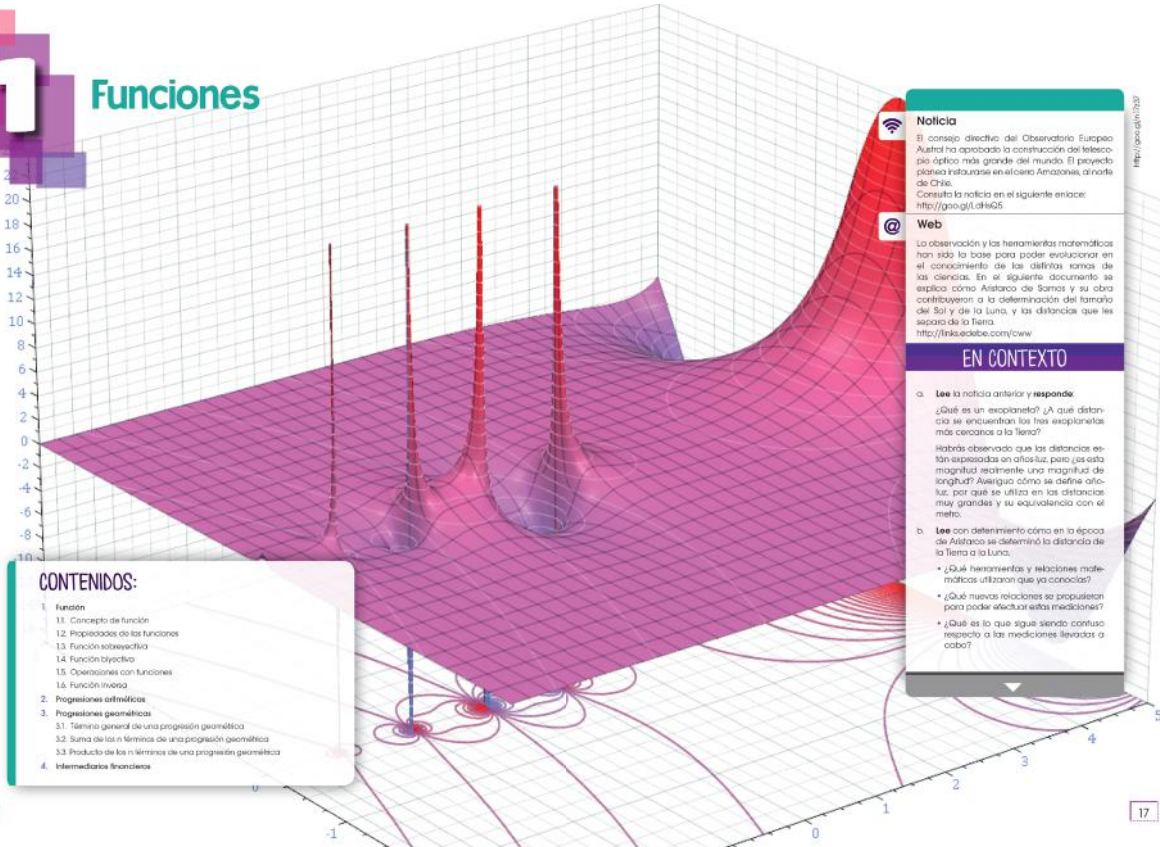 1
Funciones
22
20
18
16
14
12
10
8
6
4
2
0
-2
-4
-6
-8
-10
CONTENIDOS:
1. Función
1.1. Concepto de función
1.2. Propiedades de las funciones
1.3. Función sobreyectiva
1.4. Función biyectiva
1.5. Operaciones con funciones
1.6. Función inversa
2. Progresiones aritméticas
3. Progresiones geométricas
3.1. Término general de una progresión geométrica
3.2. Suma de los n términos de una progresión geométrica
3.3. Producto de los n términos de una progresión geométrica
4. Intermediarios financieros
0
-1
0
1
2
3
4
5
Noticia
El consejo directivo del Observatorio Europeo
Austral ha aprobado la construcción del telesco-
pio óptico más grande del mundo. El proyecto
planea instaurarse en el cerro Amazones, al norte
de Chile.
Consulta la noticia en el siguiente enlace:
http://goo.gl/LdHsQ5
@
Web
La observación y las herramientas matemáticas
han sido la base para poder evolucionar en
el conocimiento de las distintas ramas de
las ciencias. En el siguiente documento se
explica cómo Aristarco de Samos y su obra
contribuyeron a la determinación del tamaño
del Sol y de la Luna, y las distancias que les
separa de la Tierra.
http://links.edebe.com/cww
EN CONTEXTO
a. Lee la noticia anterior y responde:
¿Qué es un exoplaneta? ¿A qué distan-
cia se encuentran los tres exoplanetas
más cercanos a la Tierra?
Habrás observado que las distancias es-
tán expresadas en años-luz, pero ¿es esta
magnitud realmente una magnitud de
longitud? Averigua cómo se define año-
luz, por qué se utiliza en las distancias
muy grandes y su equivalencia con el
metro.
b. Lee con detenimiento cómo en la época
de Aristarco se determinó la distancia de
la Tierra a la Luna.
• ¿Qué herramientas y relaciones mate-
máticas utilizaron que ya conocías?
• ¿Qué nuevas relaciones se propusieron
para poder efectuar estas mediciones?
• ¿Qué es lo que sigue siendo confuso
respecto a las mediciones llevadas a
cabo?
17